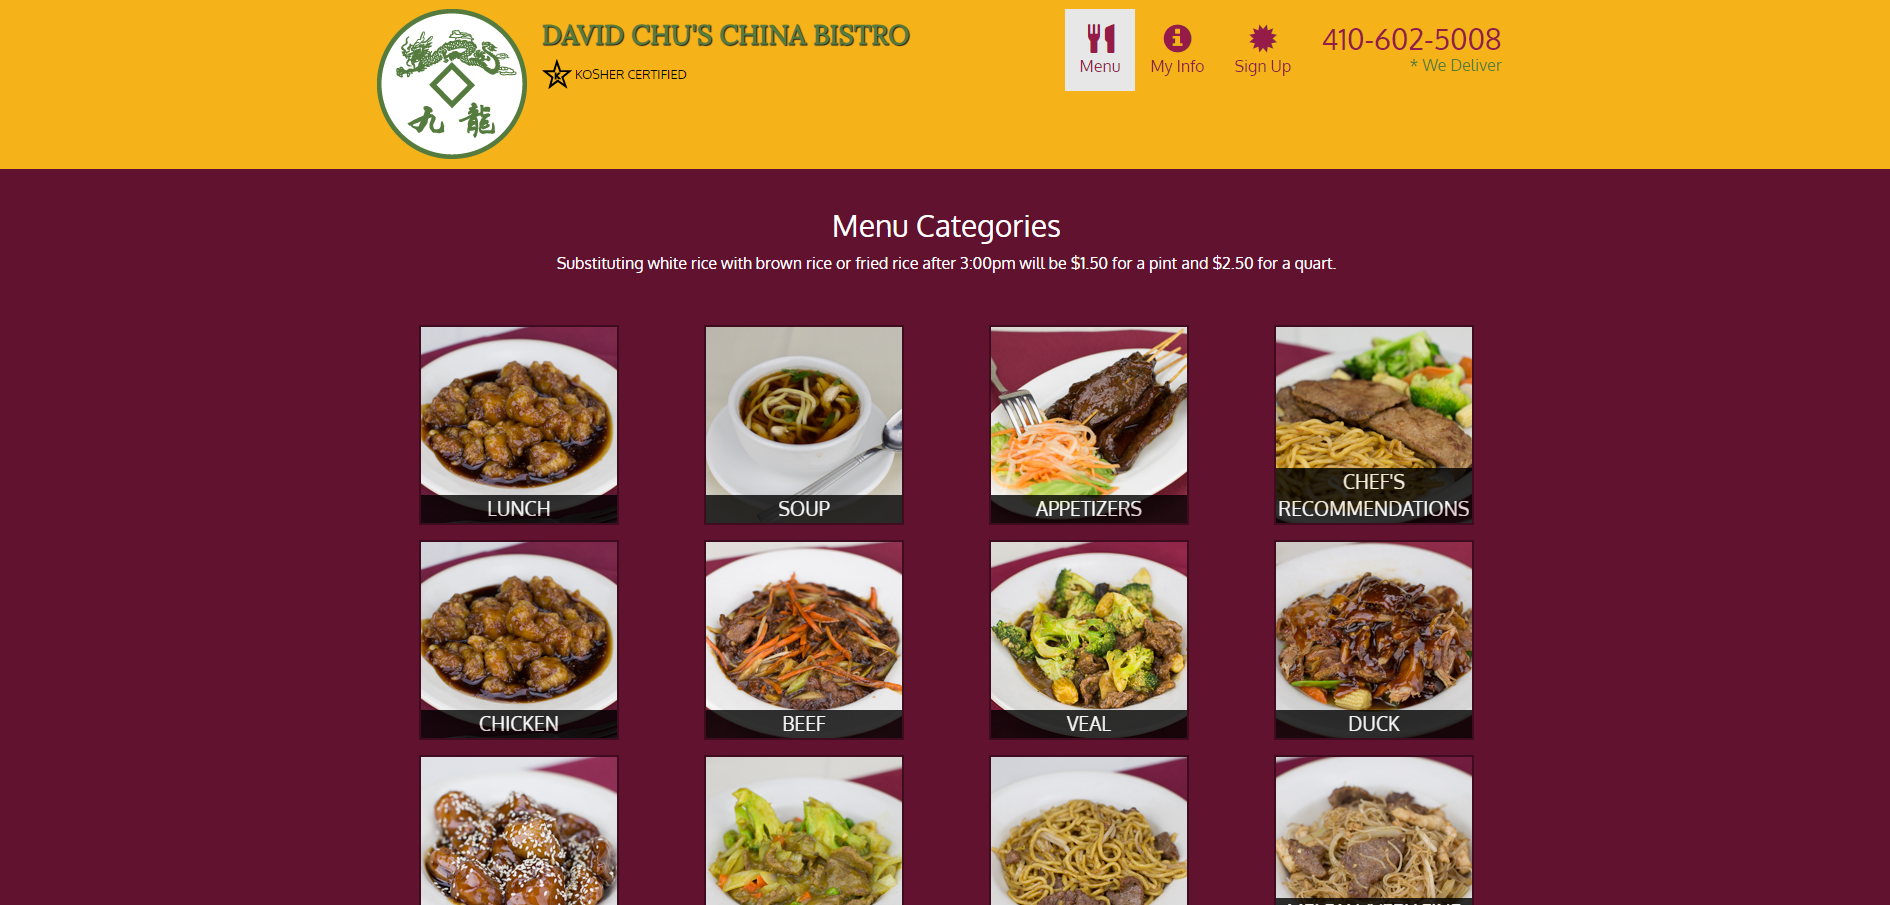 九龍
DAVID CHU'S CHINA BISTRO
K
KOSHER CERTIFIED
Menu
My Info
Sign Up
410-602-5008
* We Deliver
Menu Categories
Substituting white rice with brown rice or fried rice after 3:00pm will be $1.50 for a pint and $2.50 for a quart.
LUNCH
SOUP
APPETIZERS
CHEF'S
RECOMMENDATIONS
CHICKEN
BEEF
VEAL
DUCK